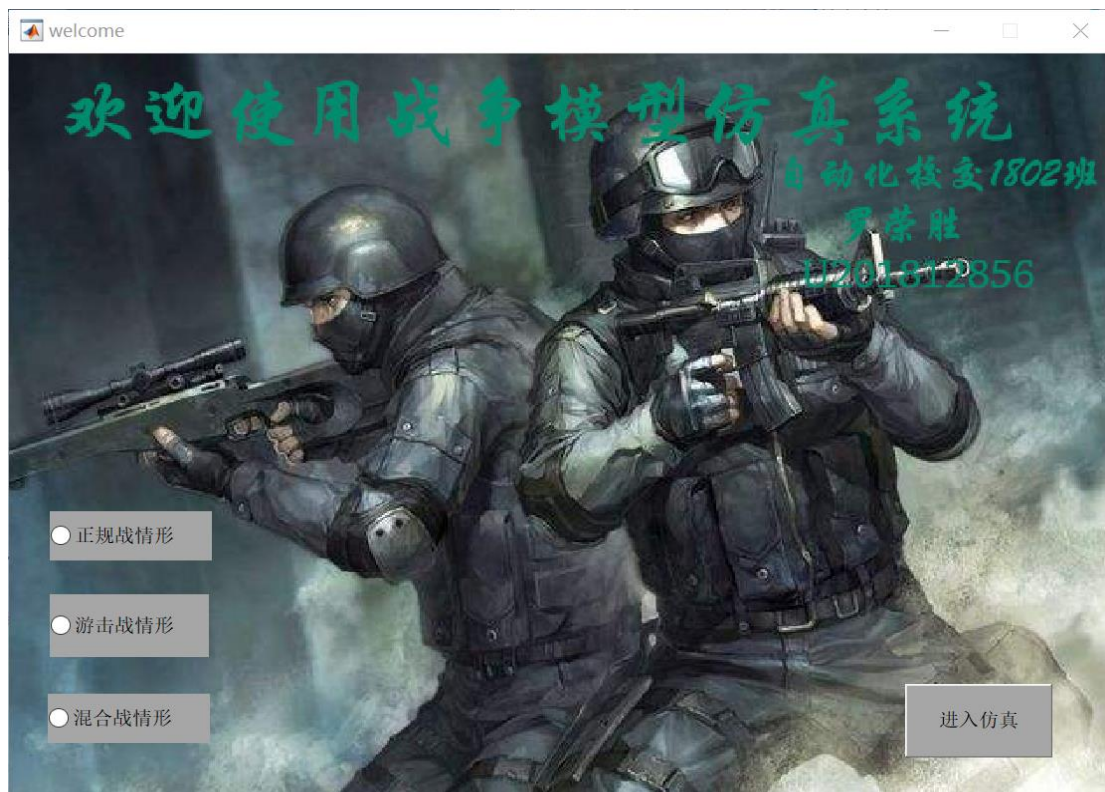 welcome
欢迎使用战争模型仿真系统
自动化校交1802班
罗荣胜
U201812856
正规战情形
游击战情形
混合战情形
进入仿真